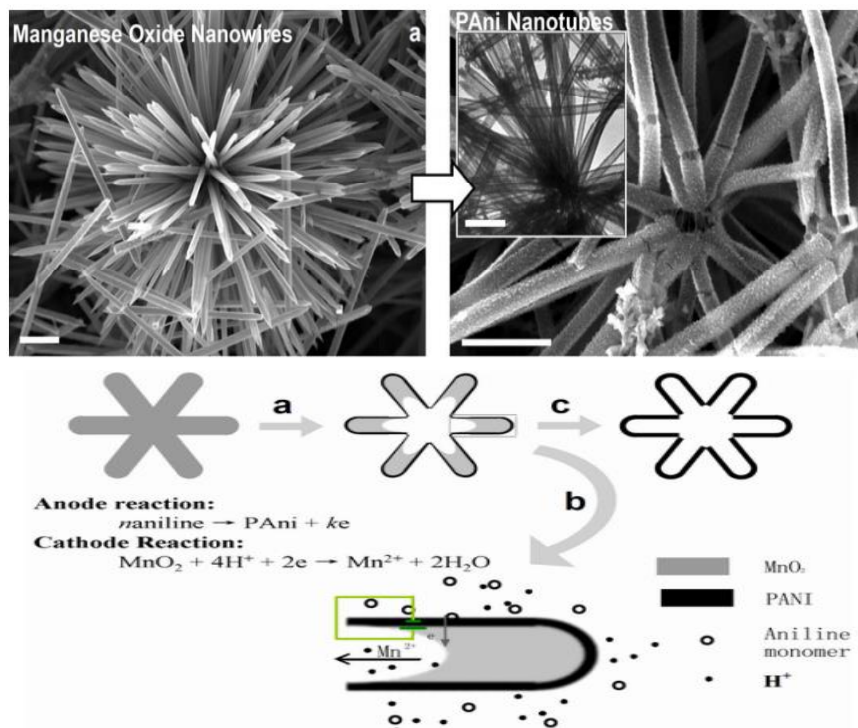 Manganese Oxide Nanowires
a
PAni Nanotubes
a
c
b
Anode reaction:
naniline → PAni + ke
Cathode Reaction:
MnO₂ + 4H⁺ + 2e → Mn²⁺ + 2H₂O
MnO₂
PANI
Aniline
monomer
H⁺
e
Mn²⁺